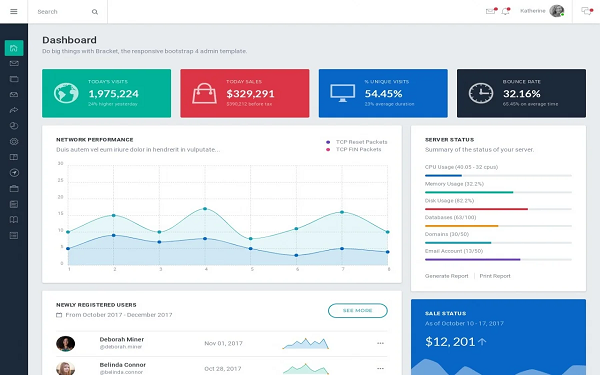 Search
Katherine
Dashboard
Do big things with Bracket, the responsive bootstrap 4 admin template.
TODAY'S VISITS
1,975,224
24% higher yesterday
TODAY SALES
$329,291
$390,212 before tax
% UNIQUE VISITS
54.45%
23% average duration
BOUNCE RATE
32.16%
65.45% on average time
NETWORK PERFORMANCE
Duis autem vel eum iriure dolor in hendrerit in vulputate...
TCP Reset Packets
TCP FIN Packets
30
25
20
15
10
5
0
1 2 3 4 5 6 7 8
SERVER STATUS
Summary of the status of your server.
CPU Usage (40.05 - 32 cpus)
Memory Usage (32.2%)
Disk Usage (82.2%)
Databases (63/100)
Domains (30/50)
Email Account (13/50)
Generate Report Print Report
NEWLY REGISTERED USERS
From October 2017 - December 2017
SEE MORE
Deborah Miner
@deborah.miner
Nov 01, 2017
Belinda Connor
@belinda.connor
Oct 28, 2017
SALE STATUS
As of October 10 - 17, 2017
$12, 201